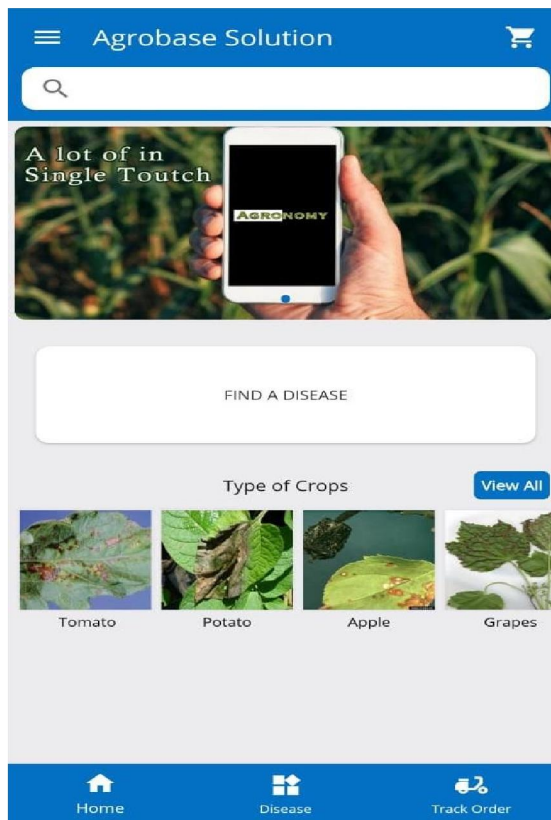 Agrobase Solution
A lot of in
Single Toutch
AGRONOMY
FIND A DISEASE
Type of Crops
View All
Tomato
Potato
Apple
Grapes
Home
Disease
Track Order